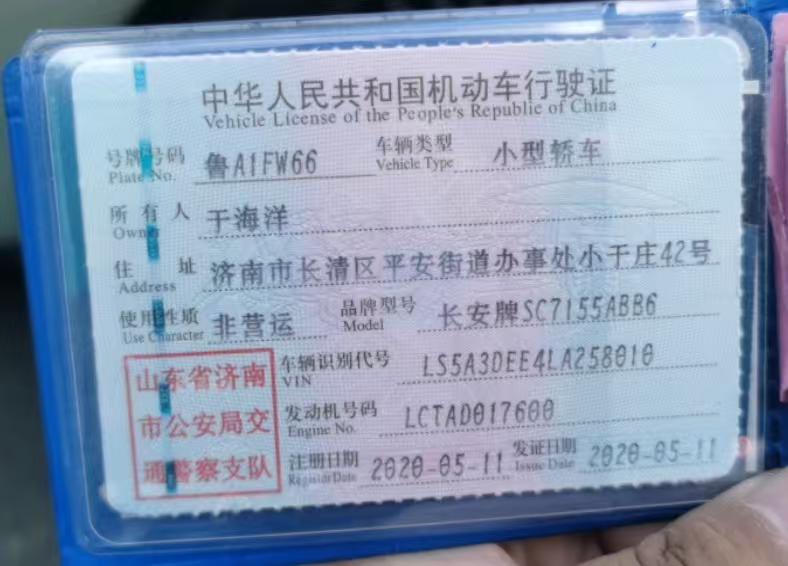 中华人民共和国机动车行驶证
Vehicle License of the People's Republic of China
号牌号码 鲁A1FW66 车辆类型 小型轿车
Plate No. Vehicle Type
所有人 于海洋
Owner
住址 济南市长清区平安街道办事处小于庄42号
Address
使用性质 非营运 品牌型号 长安牌SC7155ABB6
Use Character Model
车辆识别代号 LS5A3DEE4LA258010
VIN
发动机号码 LCTAD017600
Engine No.
注册日期 2020-05-11 发证日期 2020-05-11
Register Date Issue Date
山东省济南
市公安局交
通警察支队